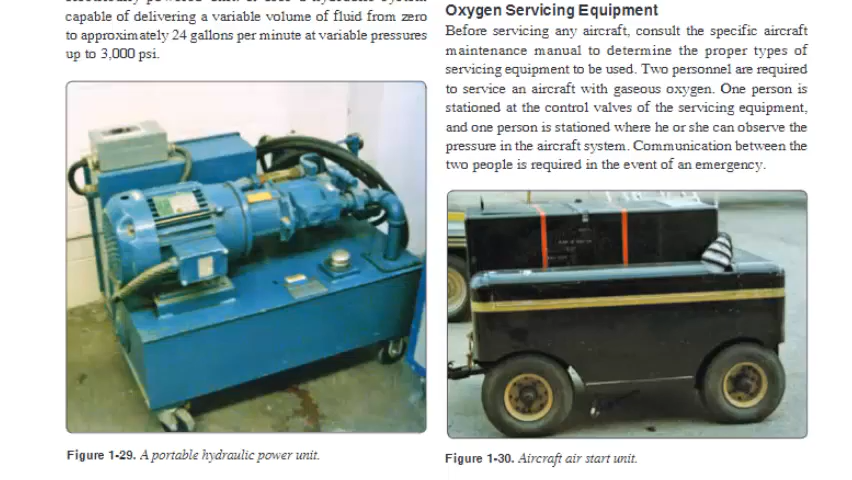 capable of delivering a variable volume of fluid from zero
to approximately 24 gallons per minute at variable pressures
up to 3,000 psi.
Figure 1-29. A portable hydraulic power unit.
Oxygen Servicing Equipment
Before servicing any aircraft, consult the specific aircraft
maintenance manual to determine the proper types of
servicing equipment to be used. Two personnel are required
to service an aircraft with gaseous oxygen. One person is
stationed at the control valves of the servicing equipment,
and one person is stationed where he or she can observe the
pressure in the aircraft system. Communication between the
two people is required in the event of an emergency.
Figure 1-30. Aircraft air start unit.